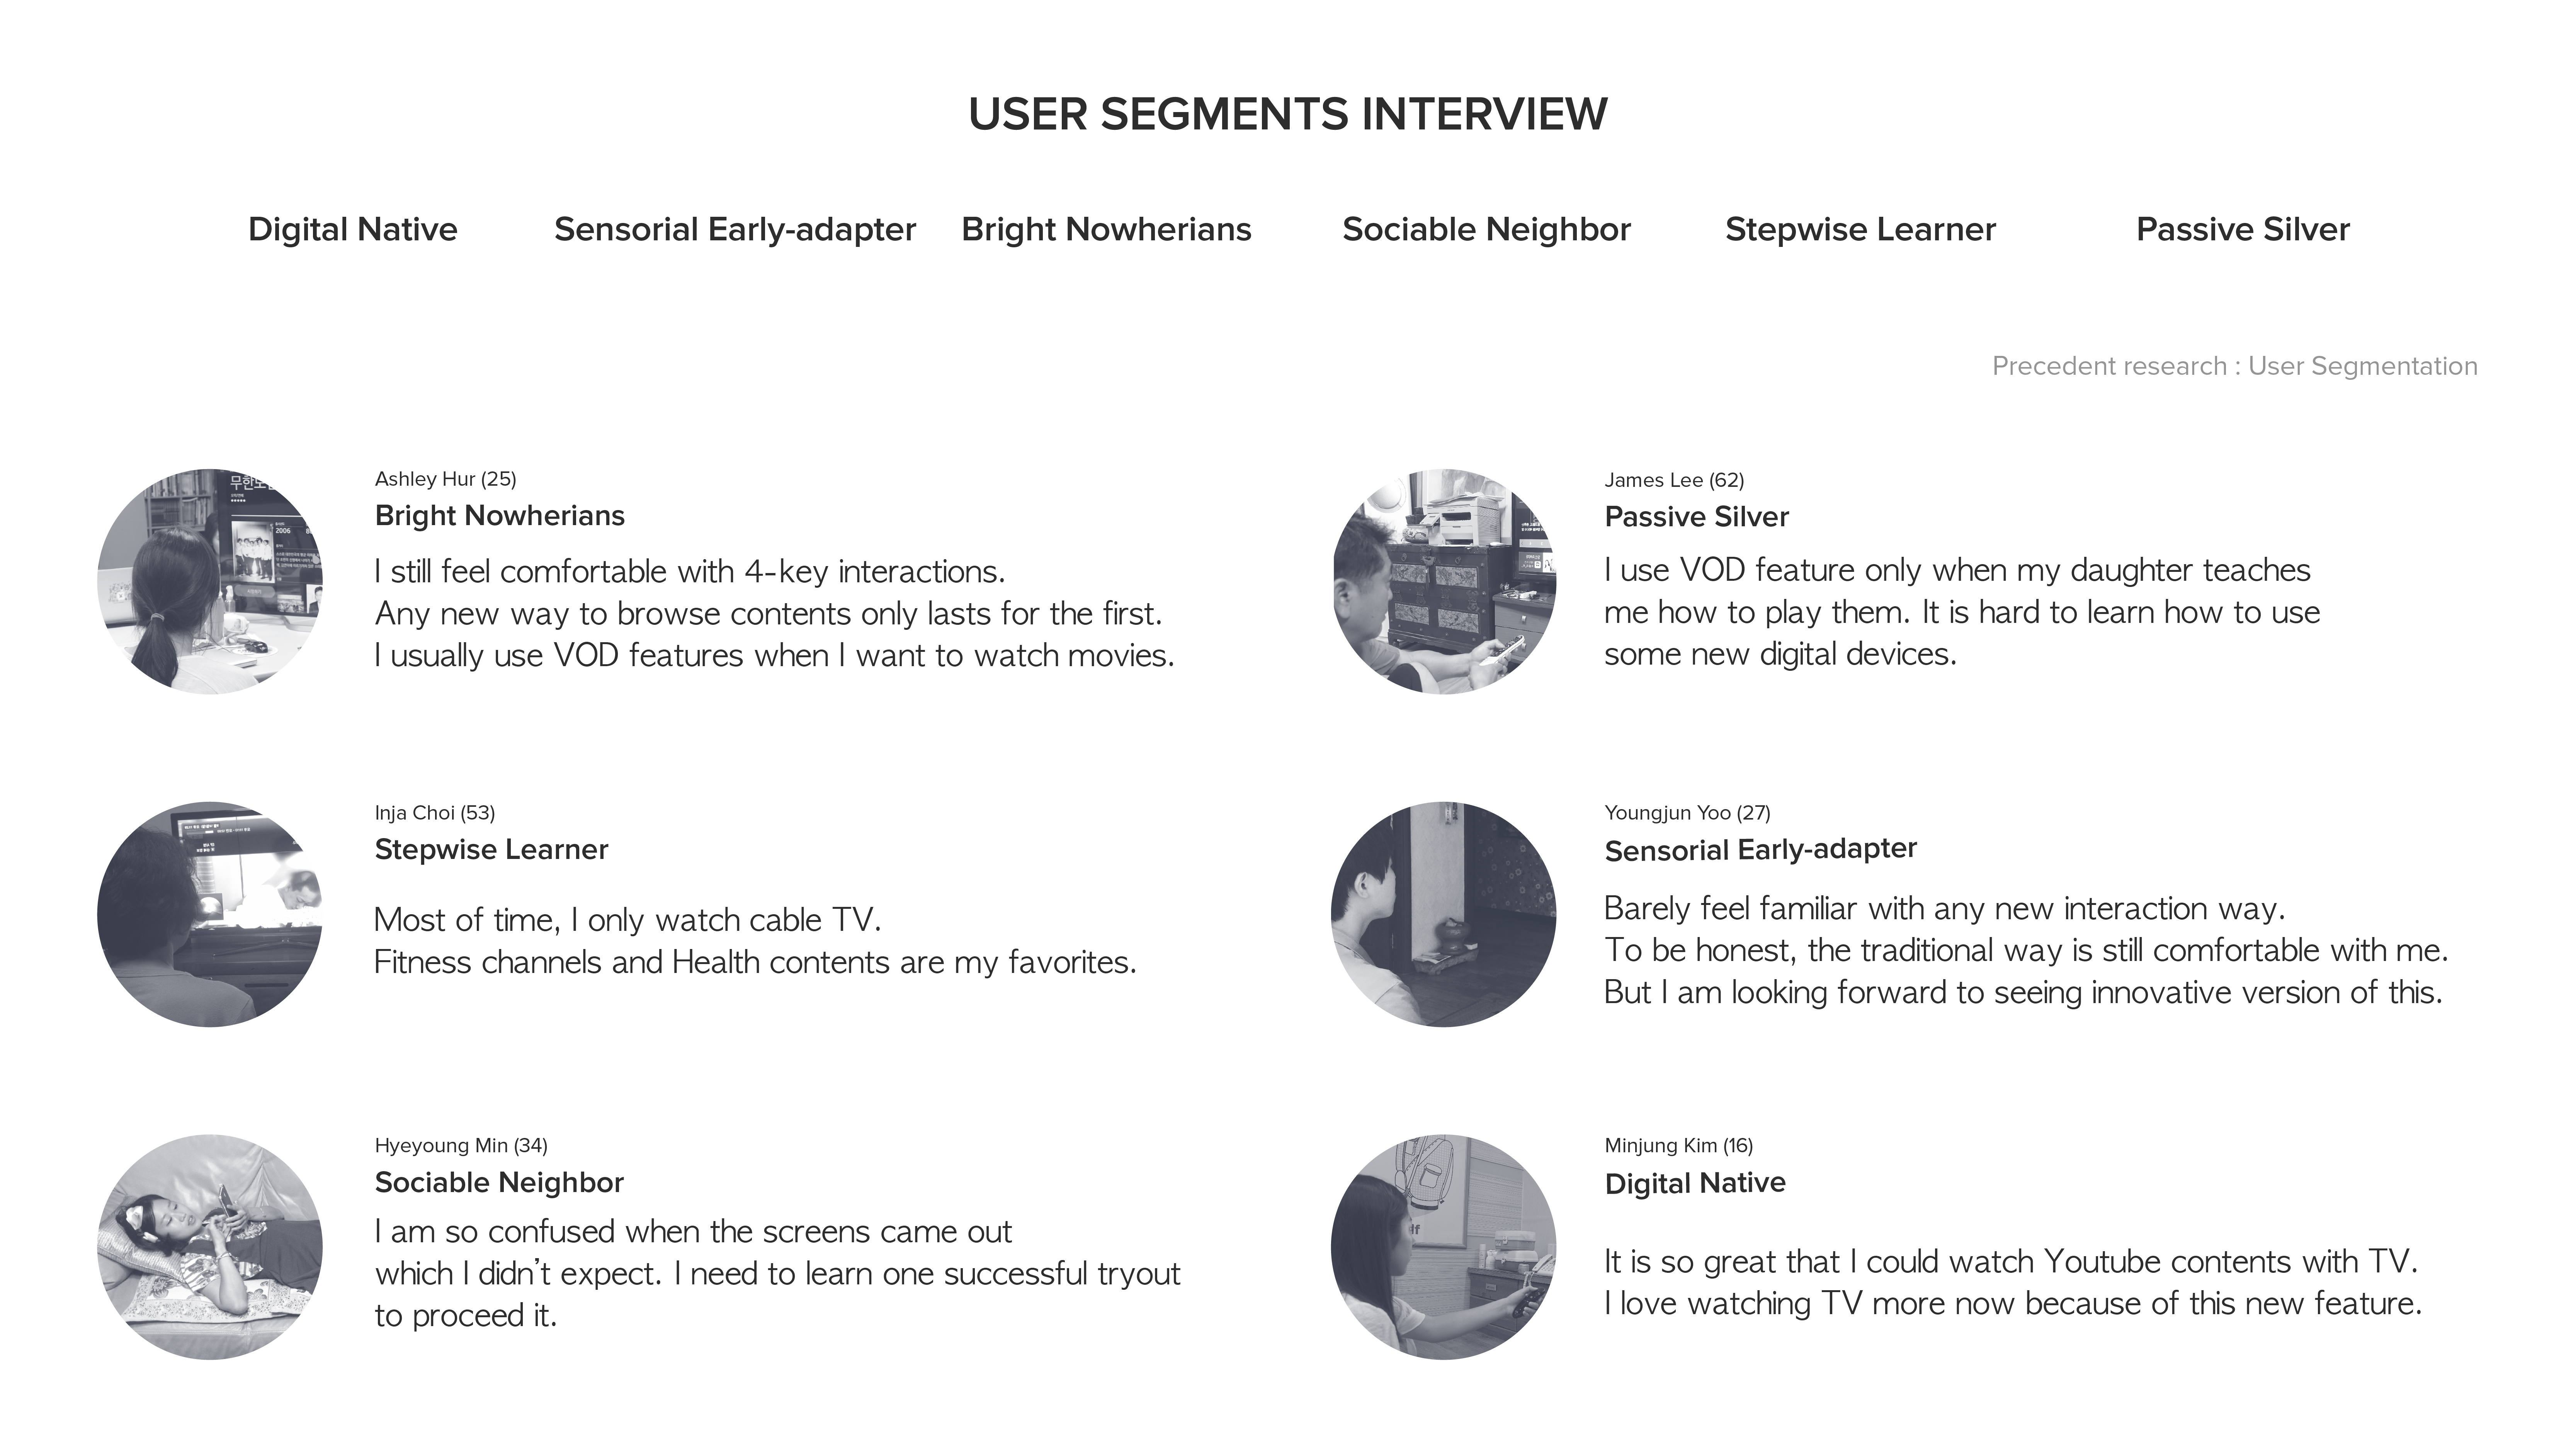 USER SEGMENTS INTERVIEW
Digital Native
Sensorial Early-adapter
Bright Nowherians
Sociable Neighbor
Stepwise Learner
Passive Silver
Precedent research : User Segmentation
2006
Ashley Hur (25)
Bright Nowherians
I still feel comfortable with 4-key interactions.
Any new way to browse contents only lasts for the first.
I usually use VOD features when I want to watch movies.
James Lee (62)
Passive Silver
I use VOD feature only when my daughter teaches
me how to play them. It is hard to learn how to use
some new digital devices.
Inja Choi (53)
Stepwise Learner
Most of time, I only watch cable TV.
Fitness channels and Health contents are my favorites.
Youngjun Yoo (27)
Sensorial Early-adapter
Barely feel familiar with any new interaction way.
To be honest, the traditional way is still comfortable with me.
But I am looking forward to seeing innovative version of this.
Hyeyoung Min (34)
Sociable Neighbor
I am so confused when the screens came out
which I didn’t expect. I need to learn one successful tryout
to proceed it.
Minjung Kim (16)
Digital Native
It is so great that I could watch Youtube contents with TV.
I love watching TV more now because of this new feature.